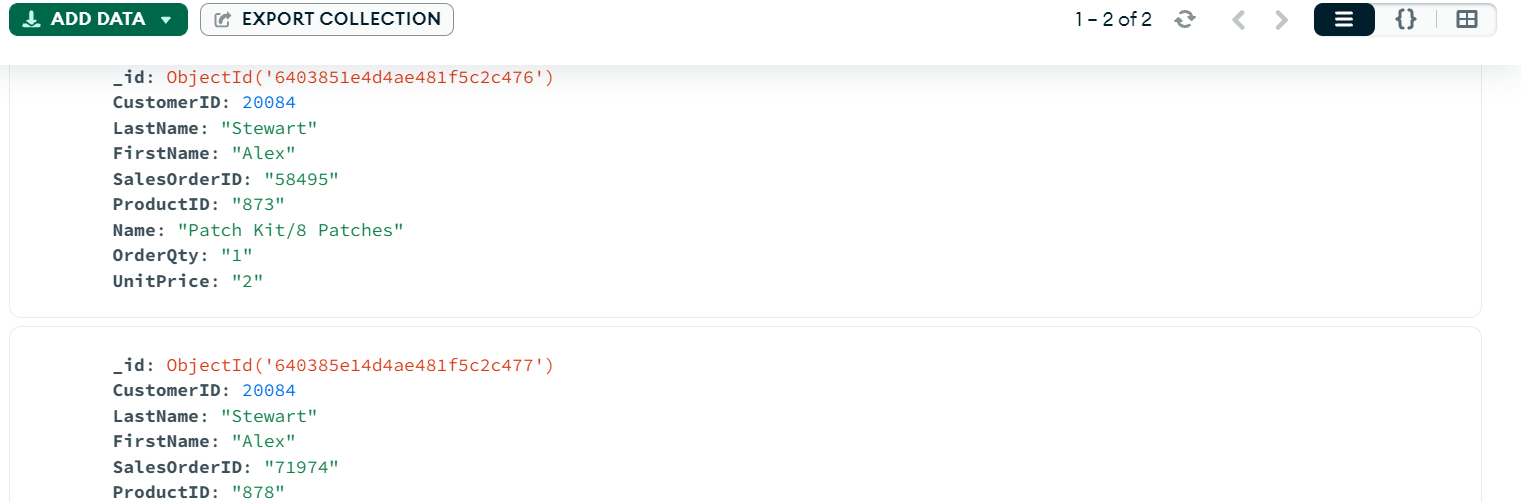 ADD DATA EXPORT COLLECTION 1 – 2 of 2 {}
_id: ObjectId('6403851e4d4ae481f5c2c476')
CustomerID: 20084
LastName: "Stewart"
FirstName: "Alex"
SalesOrderID: "58495"
ProductID: "873"
Name: "Patch Kit/8 Patches"
OrderQty: "1"
UnitPrice: "2"
_id: ObjectId('640385e14d4ae481f5c2c477')
CustomerID: 20084
LastName: "Stewart"
FirstName: "Alex"
SalesOrderID: "71974"
ProductID: "878"